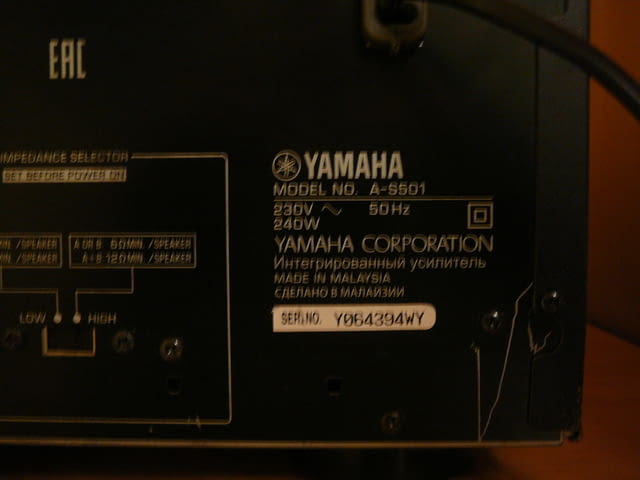 EAC
IMPEDANCE SELECTOR
SET BEFORE POWER ON
MIN. /SPEAKER
MIN. /SPEAKER
A OR B 6ΩMIN. /SPEAKER
A+B 12ΩMIN. /SPEAKER
LOW HIGH
YAMAHA
MODEL NO. A-S501
230V ~ 50Hz
240W
YAMAHA CORPORATION
Интегрированный усилитель
MADE IN MALAYSIA
СДЕЛАНО В МАЛАЙЗИИ
SER.NO. Y064394WY